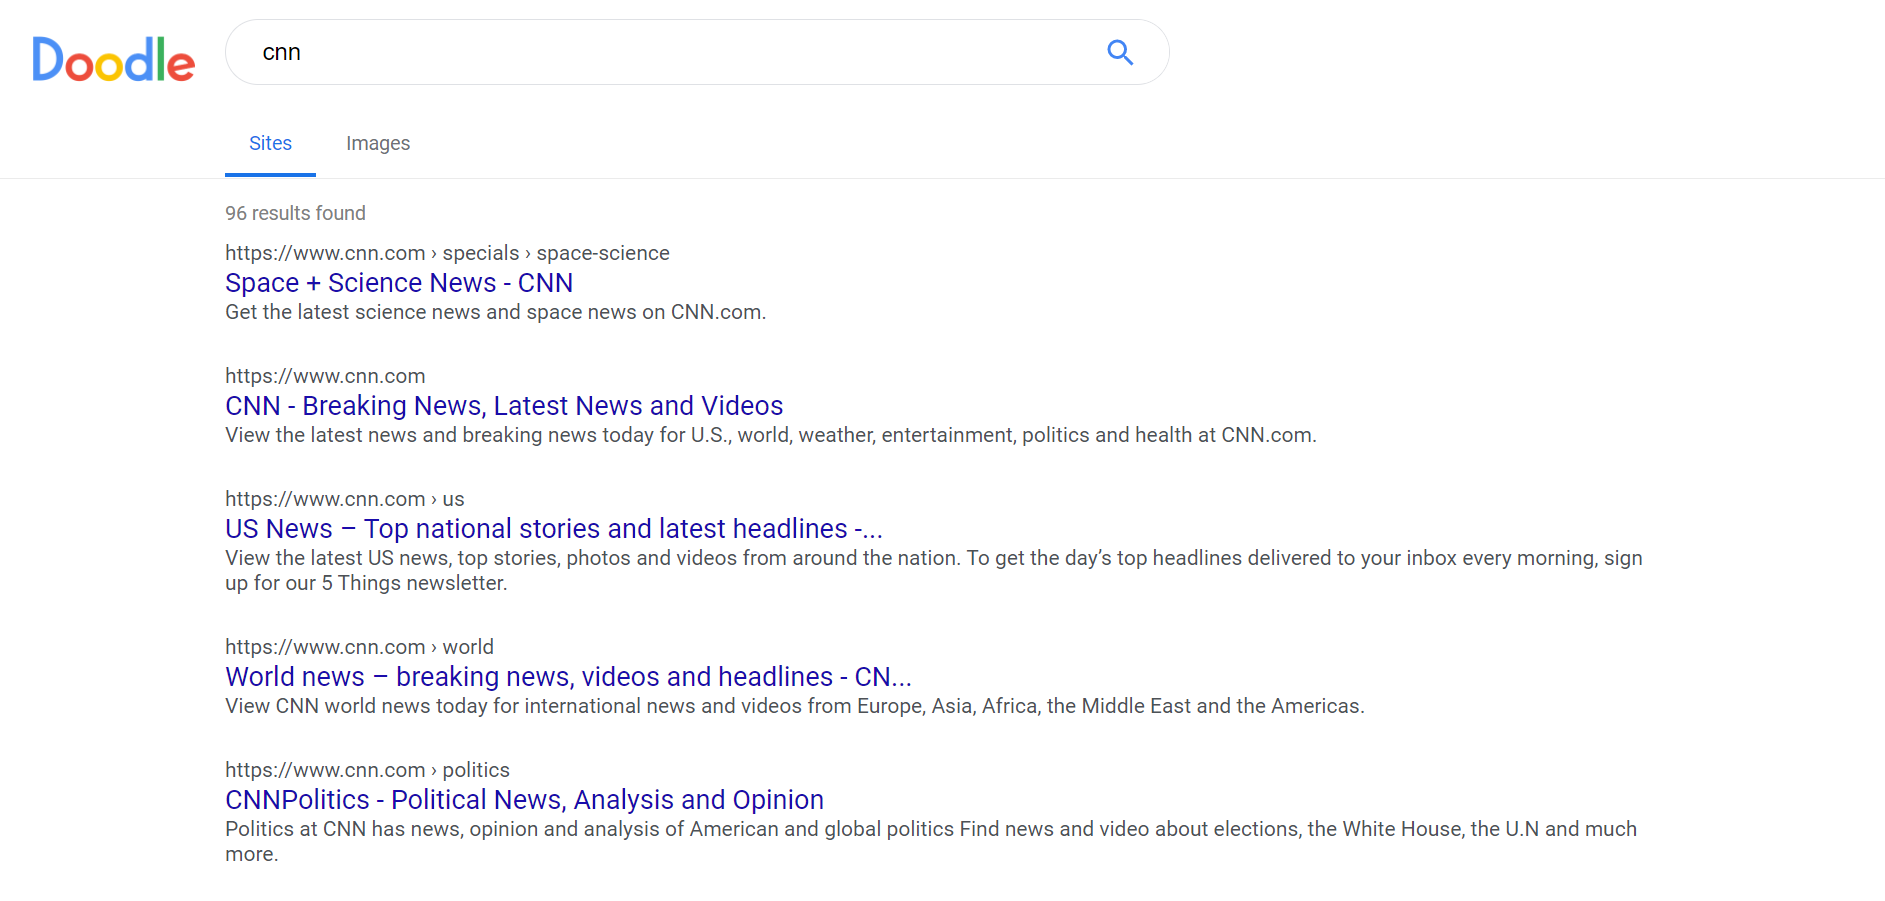 Doodle
cnn
Sites
Images
96 results found
https://www.cnn.com › specials › space-science
Space + Science News - CNN
Get the latest science news and space news on CNN.com.
https://www.cnn.com
CNN - Breaking News, Latest News and Videos
View the latest news and breaking news today for U.S., world, weather, entertainment, politics and health at CNN.com.
https://www.cnn.com › us
US News – Top national stories and latest headlines -...
View the latest US news, top stories, photos and videos from around the nation. To get the day’s top headlines delivered to your inbox every morning, sign
up for our 5 Things newsletter.
https://www.cnn.com › world
World news – breaking news, videos and headlines - CN...
View CNN world news today for international news and videos from Europe, Asia, Africa, the Middle East and the Americas.
https://www.cnn.com › politics
CNNPolitics - Political News, Analysis and Opinion
Politics at CNN has news, opinion and analysis of American and global politics Find news and video about elections, the White House, the U.N and much
more.